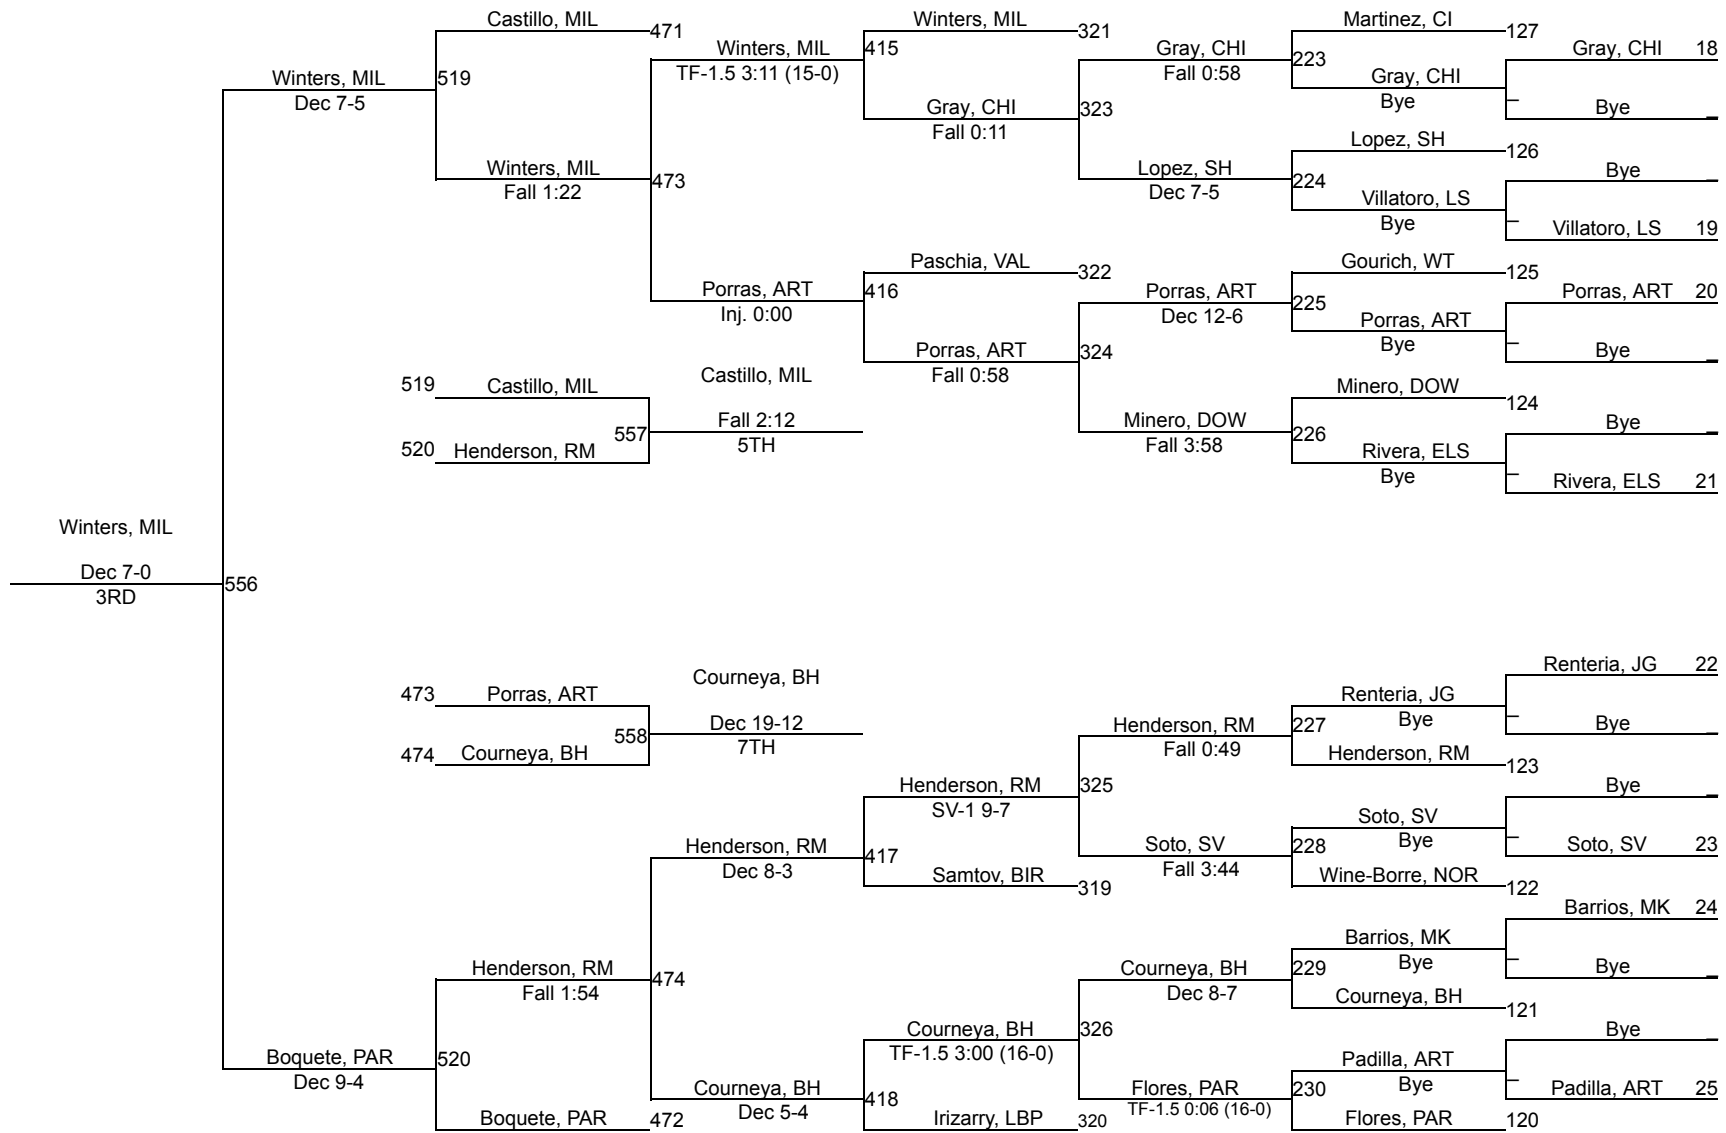 Castillo, MIL
471
Winters, MIL
Dec 7-5
519
Winters, MIL
Fall 1:22
473
Winters, MIL
TF-1.5 3:11 (15-0)
415
Winters, MIL
321
Gray, CHI
Fall 0:11
323
Gray, CHI
Fall 0:58
223
Martinez, CI
127
Gray, CHI
Bye
_
Gray, CHI 18
Bye _
Lopez, SH
Dec 7-5
224
Lopez, SH
126
Villatoro, LS
Bye
_
Bye _
Villatoro, LS 19
Porras, ART
Inj. 0:00
416
Paschia, VAL
322
Porras, ART
Fall 0:58
324
Porras, ART
Dec 12-6
225
Gourich, WT
125
Porras, ART
Bye
_
Porras, ART 20
Bye _
Minero, DOW
Fall 3:58
226
Minero, DOW
124
Rivera, ELS
Bye
_
Bye _
Rivera, ELS 21
519 Castillo, MIL
520 Henderson, RM
557
Castillo, MIL
Fall 2:12
5TH
Winters, MIL
Dec 7-0
3RD
556
473 Porras, ART
474 Courneya, BH
558
Courneya, BH
Dec 19-12
7TH
Henderson, RM
Dec 8-3
417
Henderson, RM
SV-1 9-7
325
Henderson, RM
Fall 0:49
227
Renteria, JG
Bye
_
Renteria, JG 22
Bye _
Henderson, RM
123
Soto, SV
Fall 3:44
228
Soto, SV
Bye
_
Bye _
Soto, SV 23
Wine-Borre, NOR
122
Samtov, BIR
319
Henderson, RM
Fall 1:54
474
Boquete, PAR
Dec 9-4
520
Boquete, PAR
472
Courneya, BH
Dec 5-4
418
Courneya, BH
TF-1.5 3:00 (16-0)
326
Courneya, BH
Dec 8-7
229
Barrios, MK
Bye
_
Barrios, MK 24
Bye _
Courneya, BH
121
Flores, PAR
TF-1.5 0:06 (16-0)
230
Padilla, ART
Bye
_
Bye _
Padilla, ART 25
Flores, PAR
120
Irizarry, LBP
320